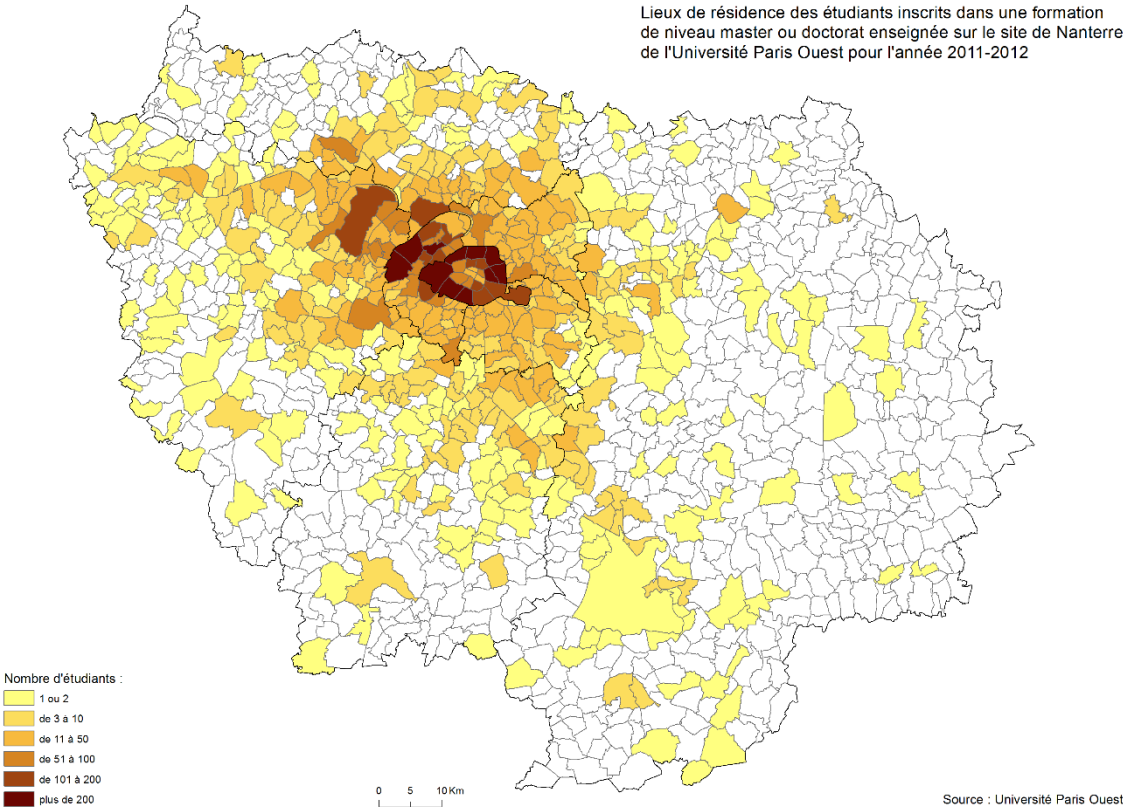 Lieux de résidence des étudiants inscrits dans une formation
de niveau master ou doctorat enseignée sur le site de Nanterre
de l'Université Paris Ouest pour l'année 2011-2012
Nombre d'étudiants :
1 ou 2
de 3 à 10
de 11 à 50
de 51 à 100
de 101 à 200
plus de 200
0 5 10 Km
Source : Université Paris Ouest